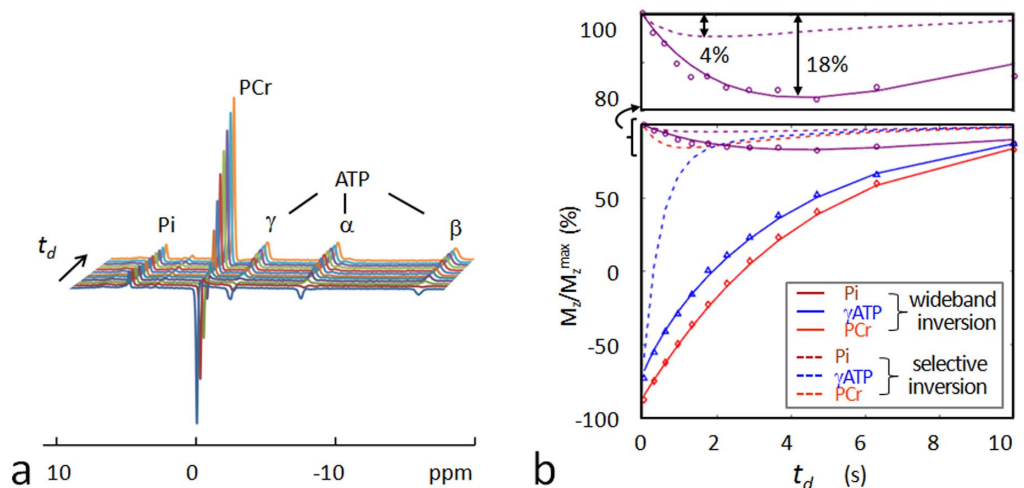 PCr
ATP
Pi
γ
α
β
t_d
10
0
-10
ppm
a
b
100
80
4%
18%
M_z/M_z^max (%)
50
0
-50
-100
Pi
γATP
PCr
wideband
inversion
Pi
γATP
PCr
selective
inversion
0
2
4
6
8
10
t_d (s)